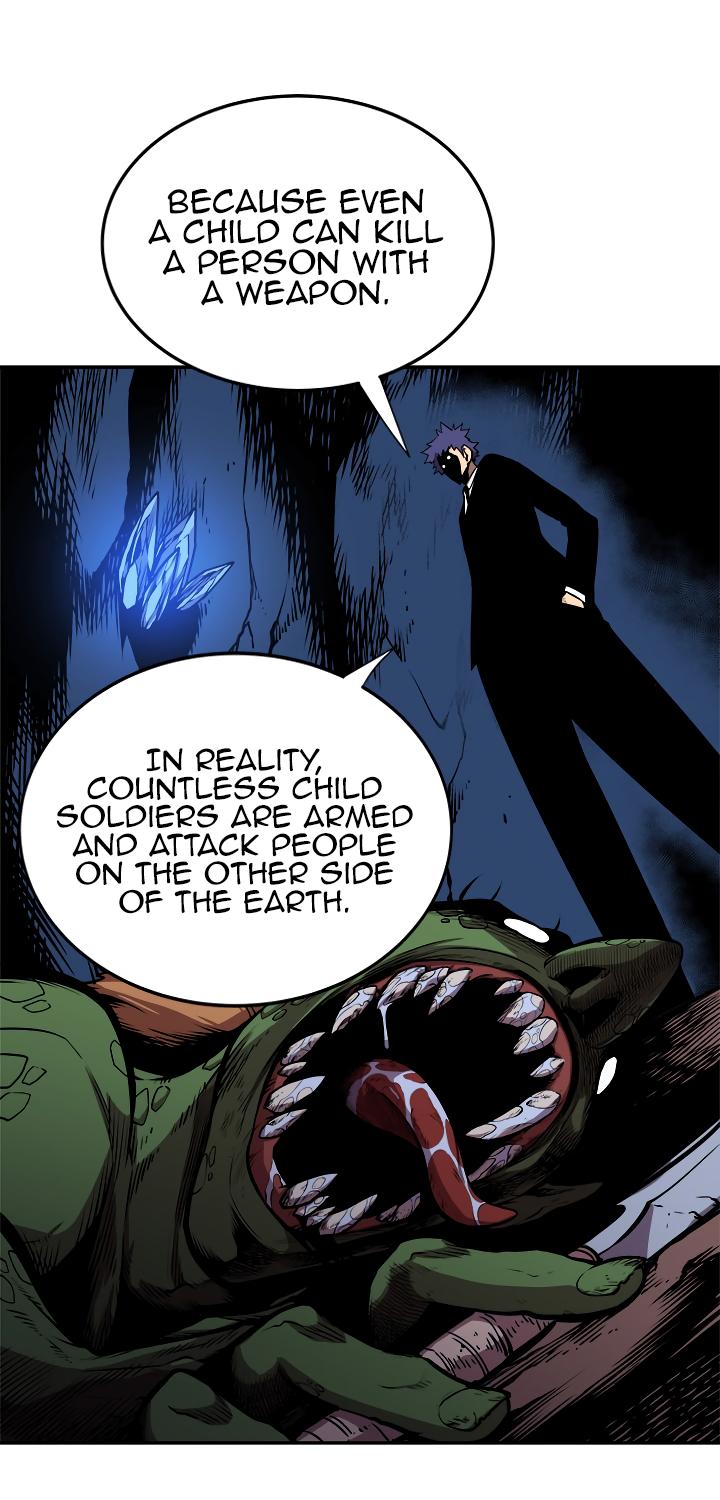 BECAUSE EVEN
A CHILD CAN KILL
A PERSON WITH
A WEAPON.
IN REALITY,
COUNTLESS CHILD
SOLDIERS ARE ARMED
AND ATTACK PEOPLE
ON THE OTHER SIDE
OF THE EARTH.